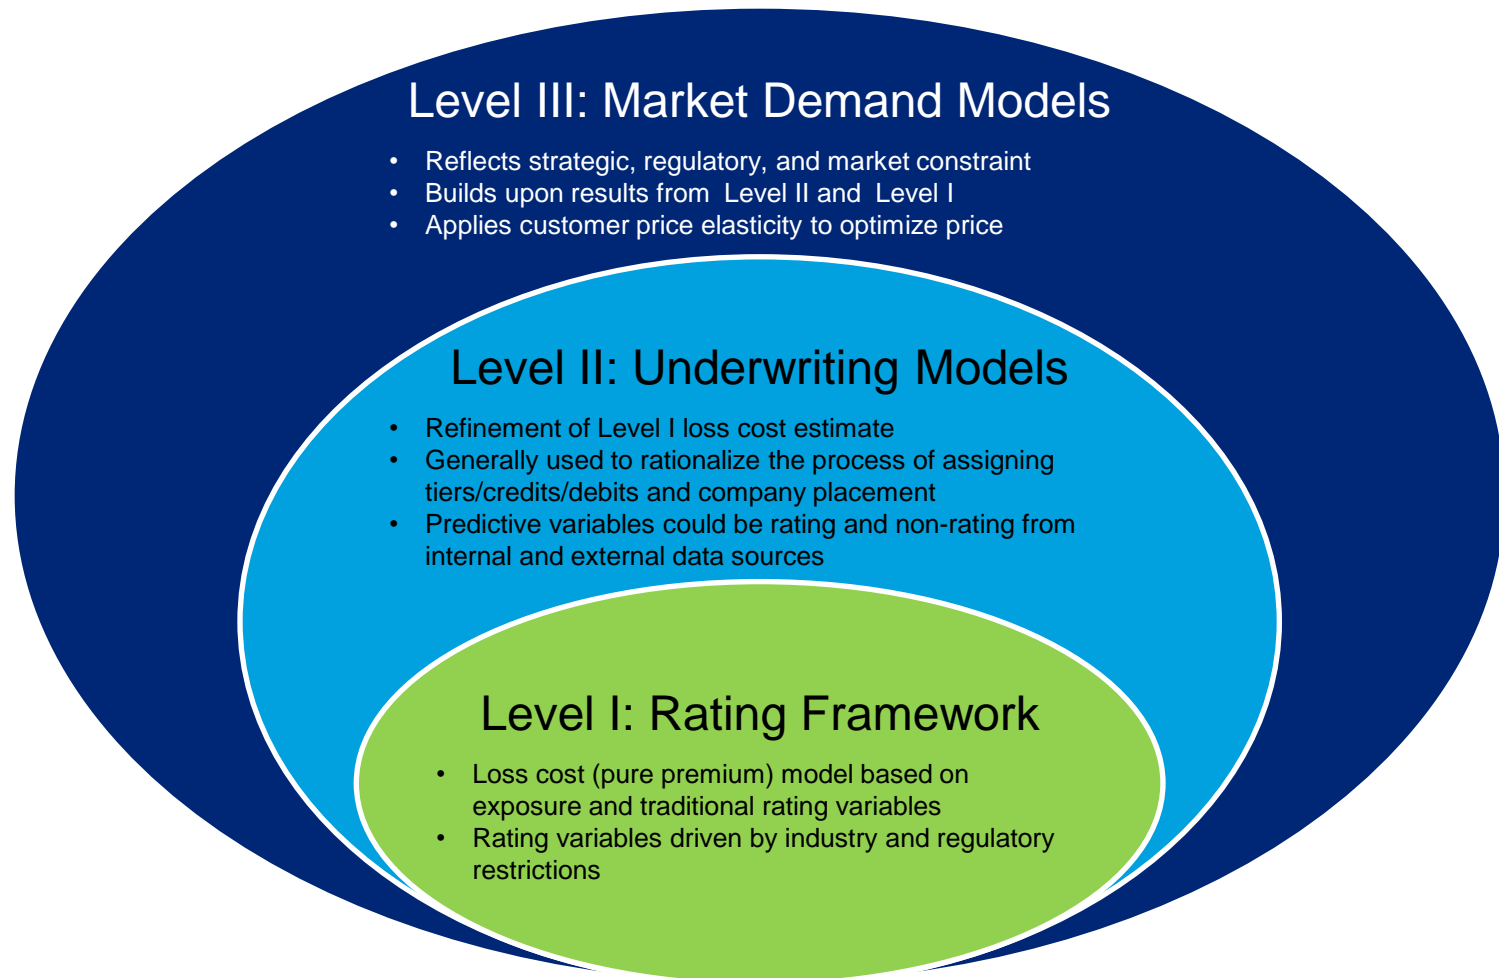 Level III: Market Demand Models
• Reflects strategic, regulatory, and market constraint
• Builds upon results from  Level II and  Level I
• Applies customer price elasticity to optimize price
Level II: Underwriting Models
• Refinement of Level I loss cost estimate
• Generally used to rationalize the process of assigning
tiers/credits/debits and company placement
• Predictive variables could be rating and non-rating from
internal and external data sources
Level I: Rating Framework
• Loss cost (pure premium) model based on
exposure and traditional rating variables
• Rating variables driven by industry and regulatory
restrictions